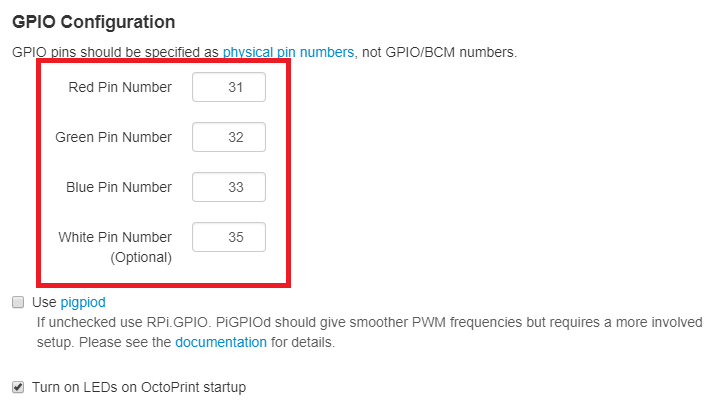 GPIO Configuration
GPIO pins should be specified as physical pin numbers, not GPIO/BCM numbers.
Red Pin Number 31
Green Pin Number 32
Blue Pin Number 33
White Pin Number 35
(Optional)
Use pigpiod
If unchecked use RPi.GPIO. PiGPIOd should give smoother PWM frequencies but requires a more involved
setup. Please see the documentation for details.
Turn on LEDs on OctoPrint startup